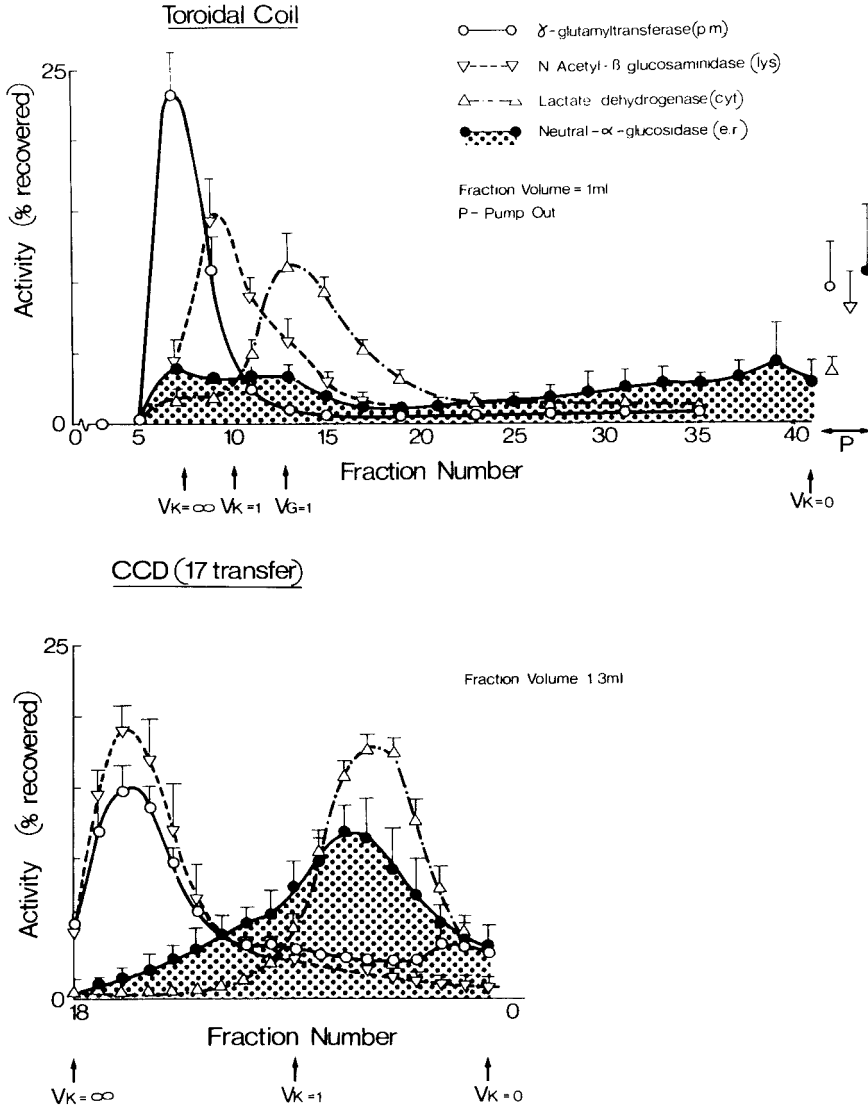 Toroidal Coil
γ-glutamyltransferase(p m)
N Acetyl-ß glucosaminidase (lys)
Lactate dehydrogenase(cyt)
Neutral-α-glucosidase (e.r)
Fraction Volume = 1ml
P- Pump Out
Activity (% recovered)
25
0
0 5 10 15 20 25 30 35 40
P
Fraction Number
VK=∞ VK=1 VG=1 VK=0
CCD (17 transfer)
Fraction Volume 1 3ml
Activity (% recovered)
25
0
18 0
Fraction Number
VK=∞ VK=1 VK=0